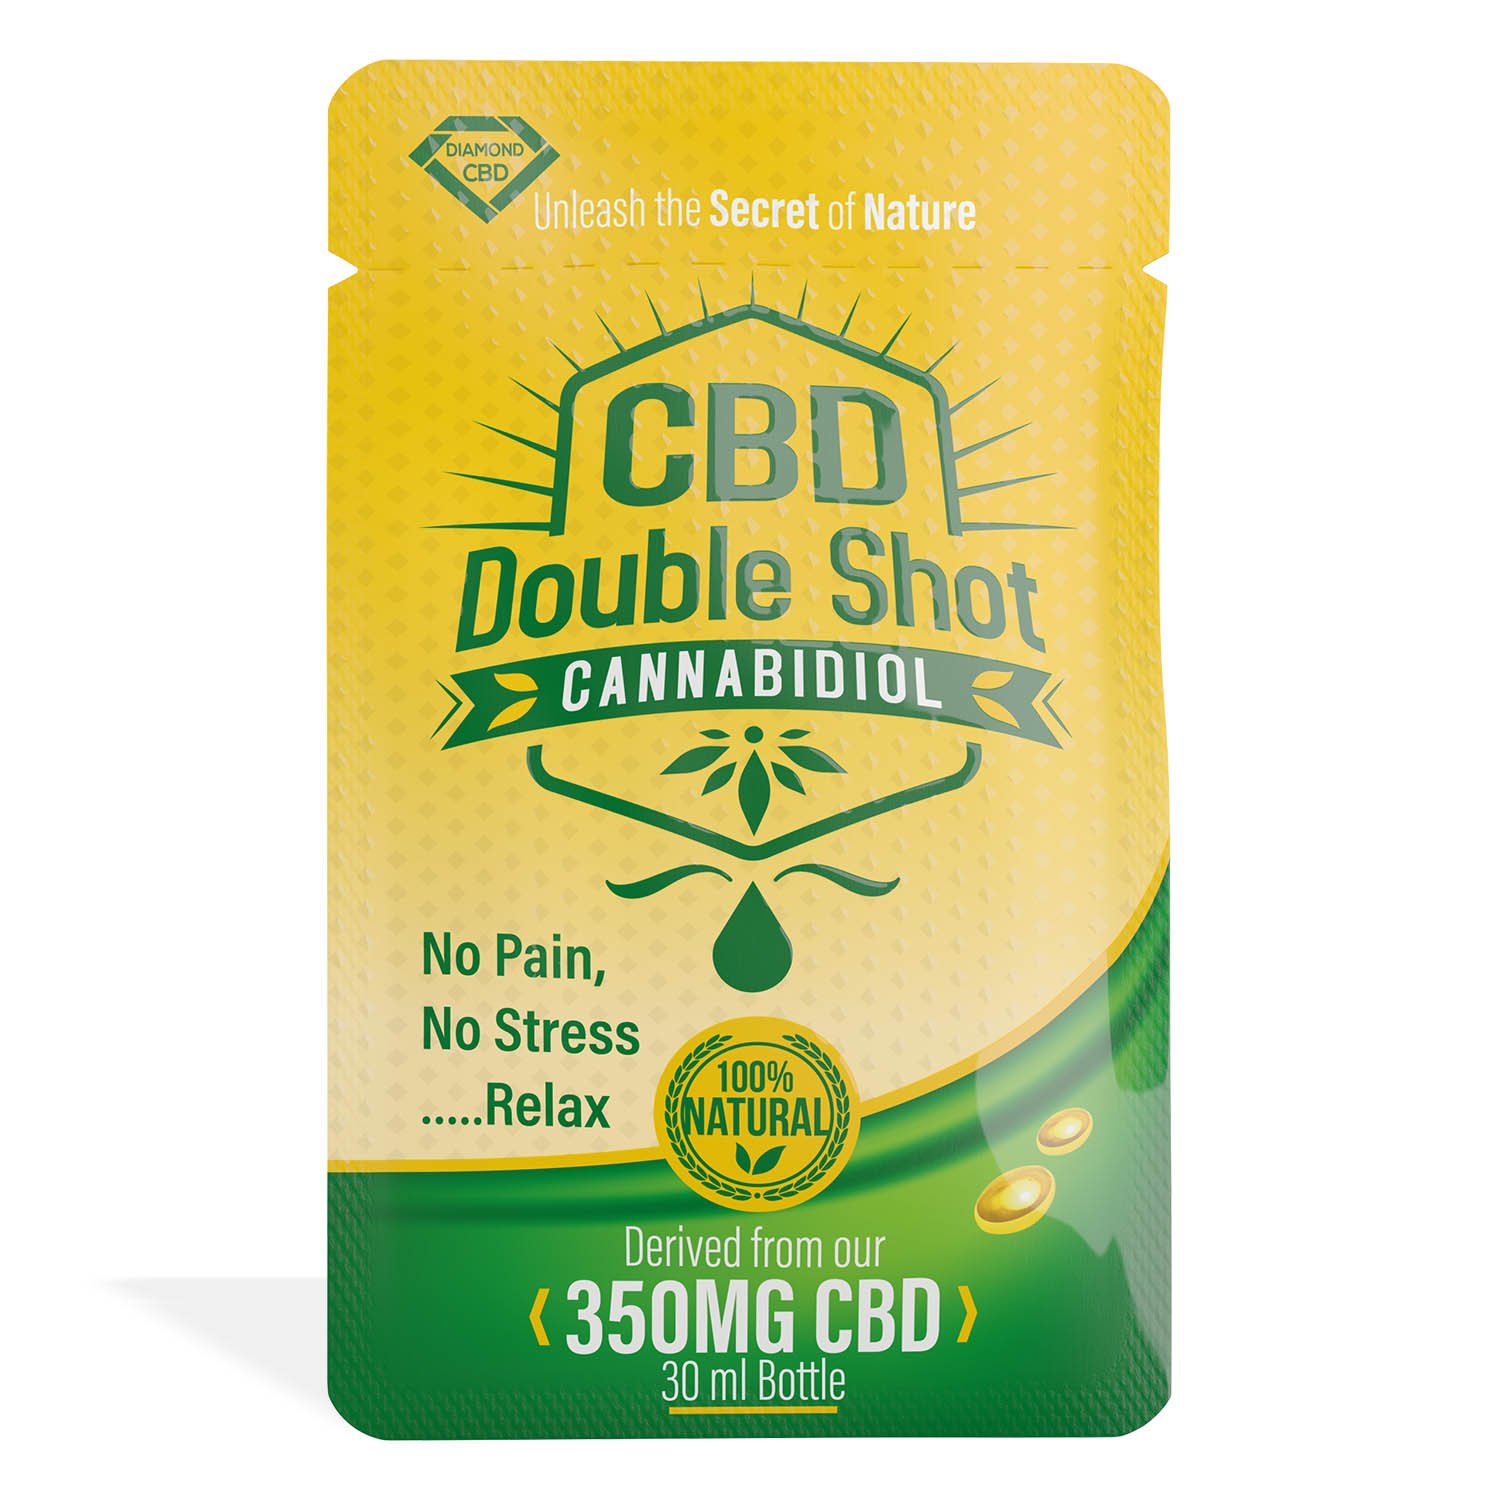 DIAMOND
CBD
Unleash the Secret of Nature
CBD
Double Shot
CANNABIDIOL
No Pain,
No Stress
.....Relax
100%
NATURAL
Derived from our
350MG CBD
30 ml Bottle